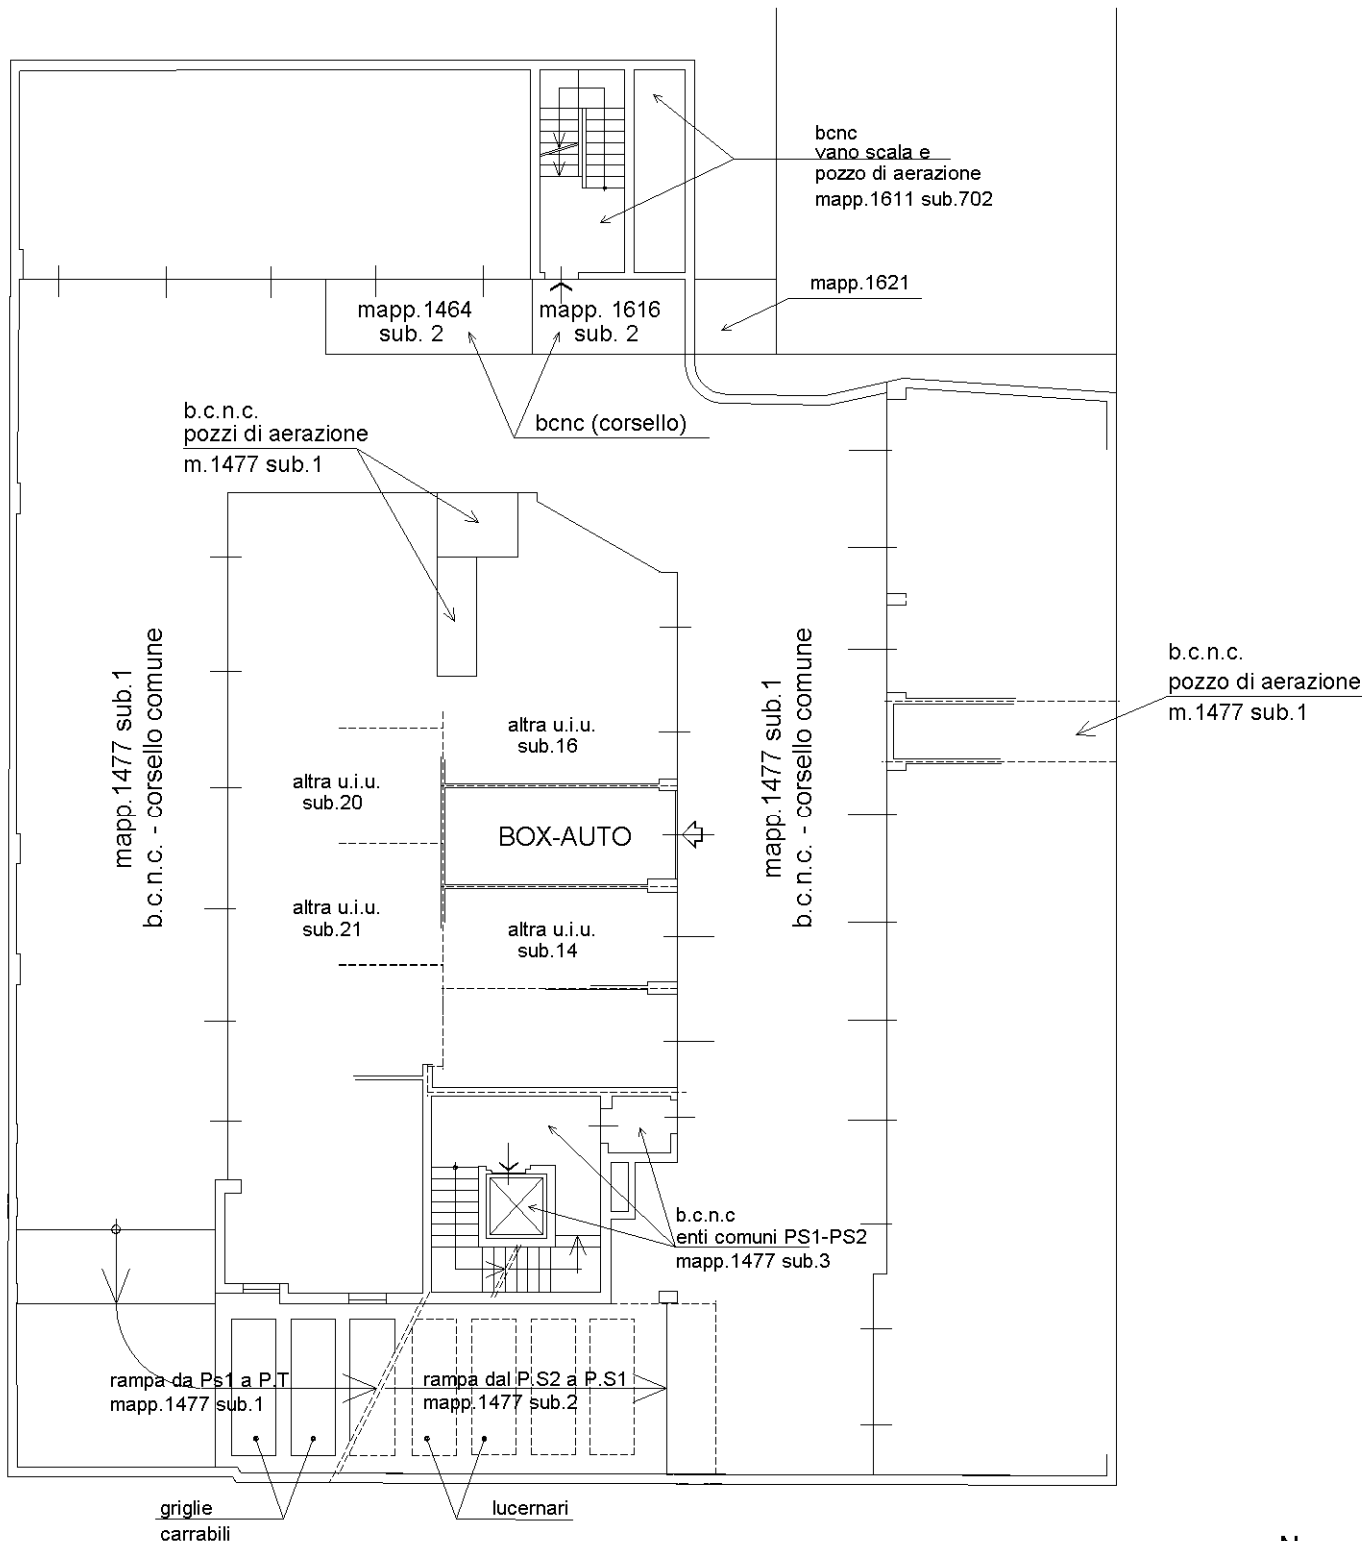 bcnc
vano scala e
pozzo di aerazione
mapp.1611 sub.702
mapp.1621
mapp.1464
sub. 2
mapp. 1616
sub. 2
bcnc (corsello)
b.c.n.c.
pozzi di aerazione
m.1477 sub.1
mapp.1477 sub.1
b.c.n.c. - corsello comune
altra u.i.u.
sub.16
altra u.i.u.
sub.20
BOX-AUTO
altra u.i.u.
sub.21
altra u.i.u.
sub.14
mapp.1477 sub.1
b.c.n.c. - corsello comune
b.c.n.c.
pozzo di aerazione
m.1477 sub.1
b.c.n.c
enti comuni PS1-PS2
mapp.1477 sub.3
rampa da Ps1 a P.T
mapp.1477 sub.1
rampa dal P.S2 a P.S1
mapp.1477 sub.2
griglie
carrabili
lucernari